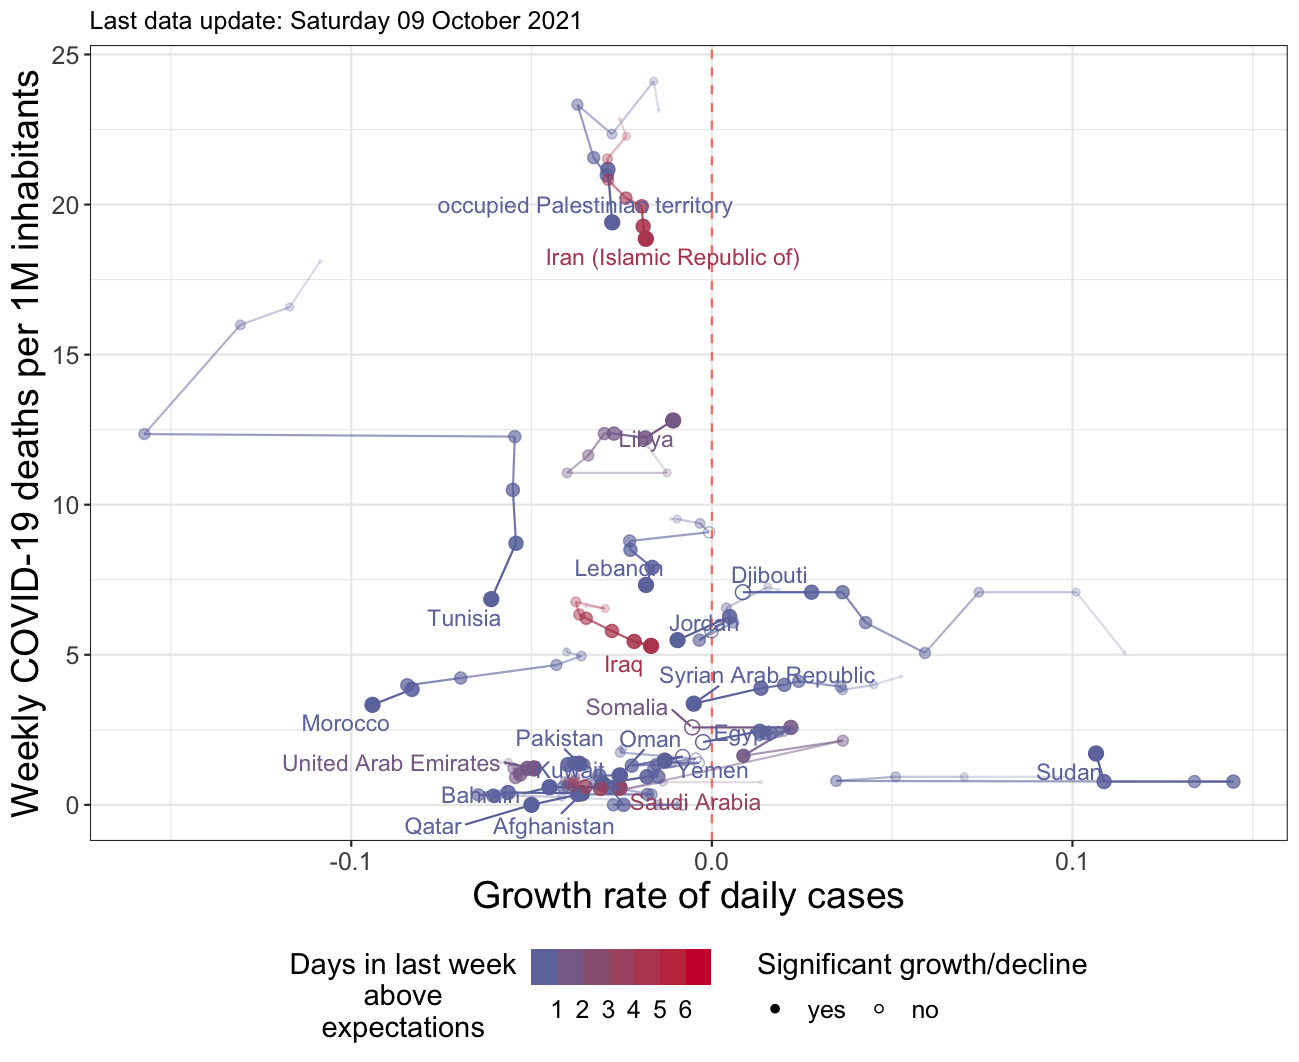 Last data update: Saturday 09 October 2021
Weekly COVID-19 deaths per 1M inhabitants
25
20
15
10
5
0
occupied Palestinian territory
Iran (Islamic Republic of)
Libya
Lebanon
Djibouti
Tunisia
Jordan
Iraq
Syrian Arab Republic
Somalia
Morocco
Egypt
Pakistan
Oman
United Arab Emirates
Kuwait
Yemen
Sudan
Bahrain
Saudi Arabia
Qatar
Afghanistan
-0.1
0.0
0.1
Growth rate of daily cases
Days in last week
above
expectations
1 2 3 4 5 6
Significant growth/decline
yes
no